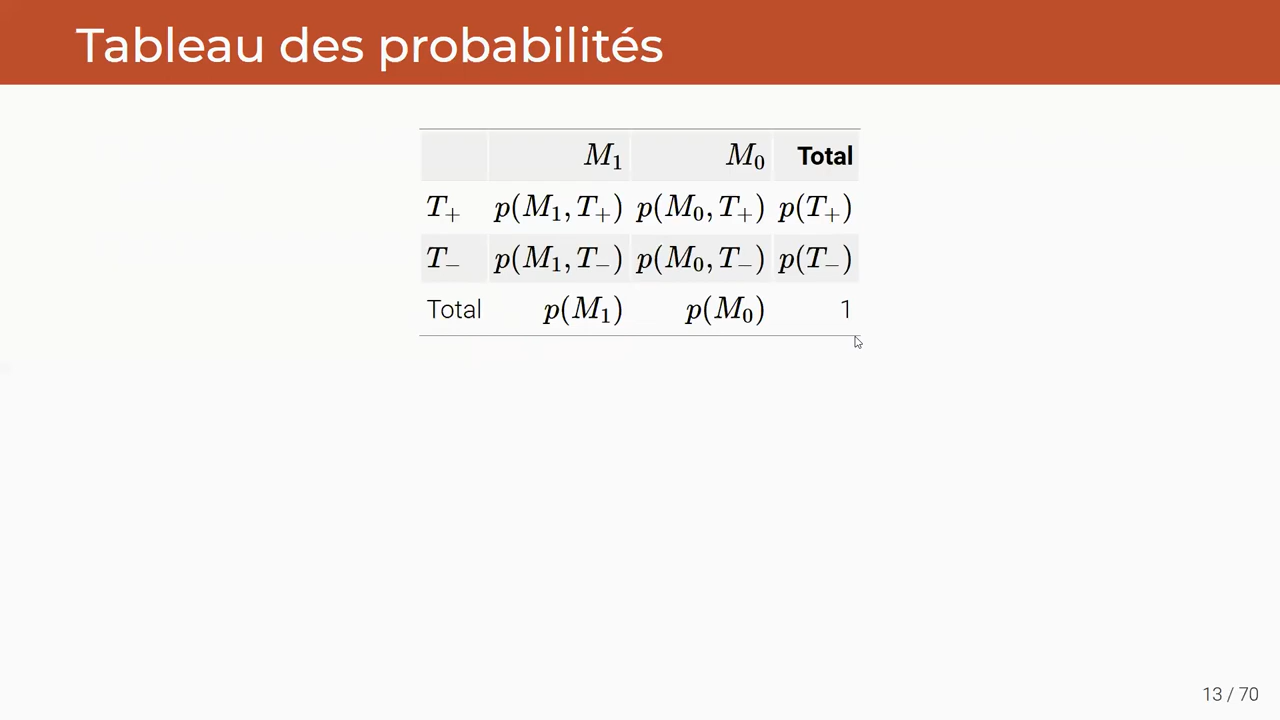 Tableau des probabilités
M₁ M₀ Total
T₊ p(M₁, T₊) p(M₀, T₊) p(T₊)
T₋ p(M₁, T₋) p(M₀, T₋) p(T₋)
Total p(M₁) p(M₀) 1
13 / 70